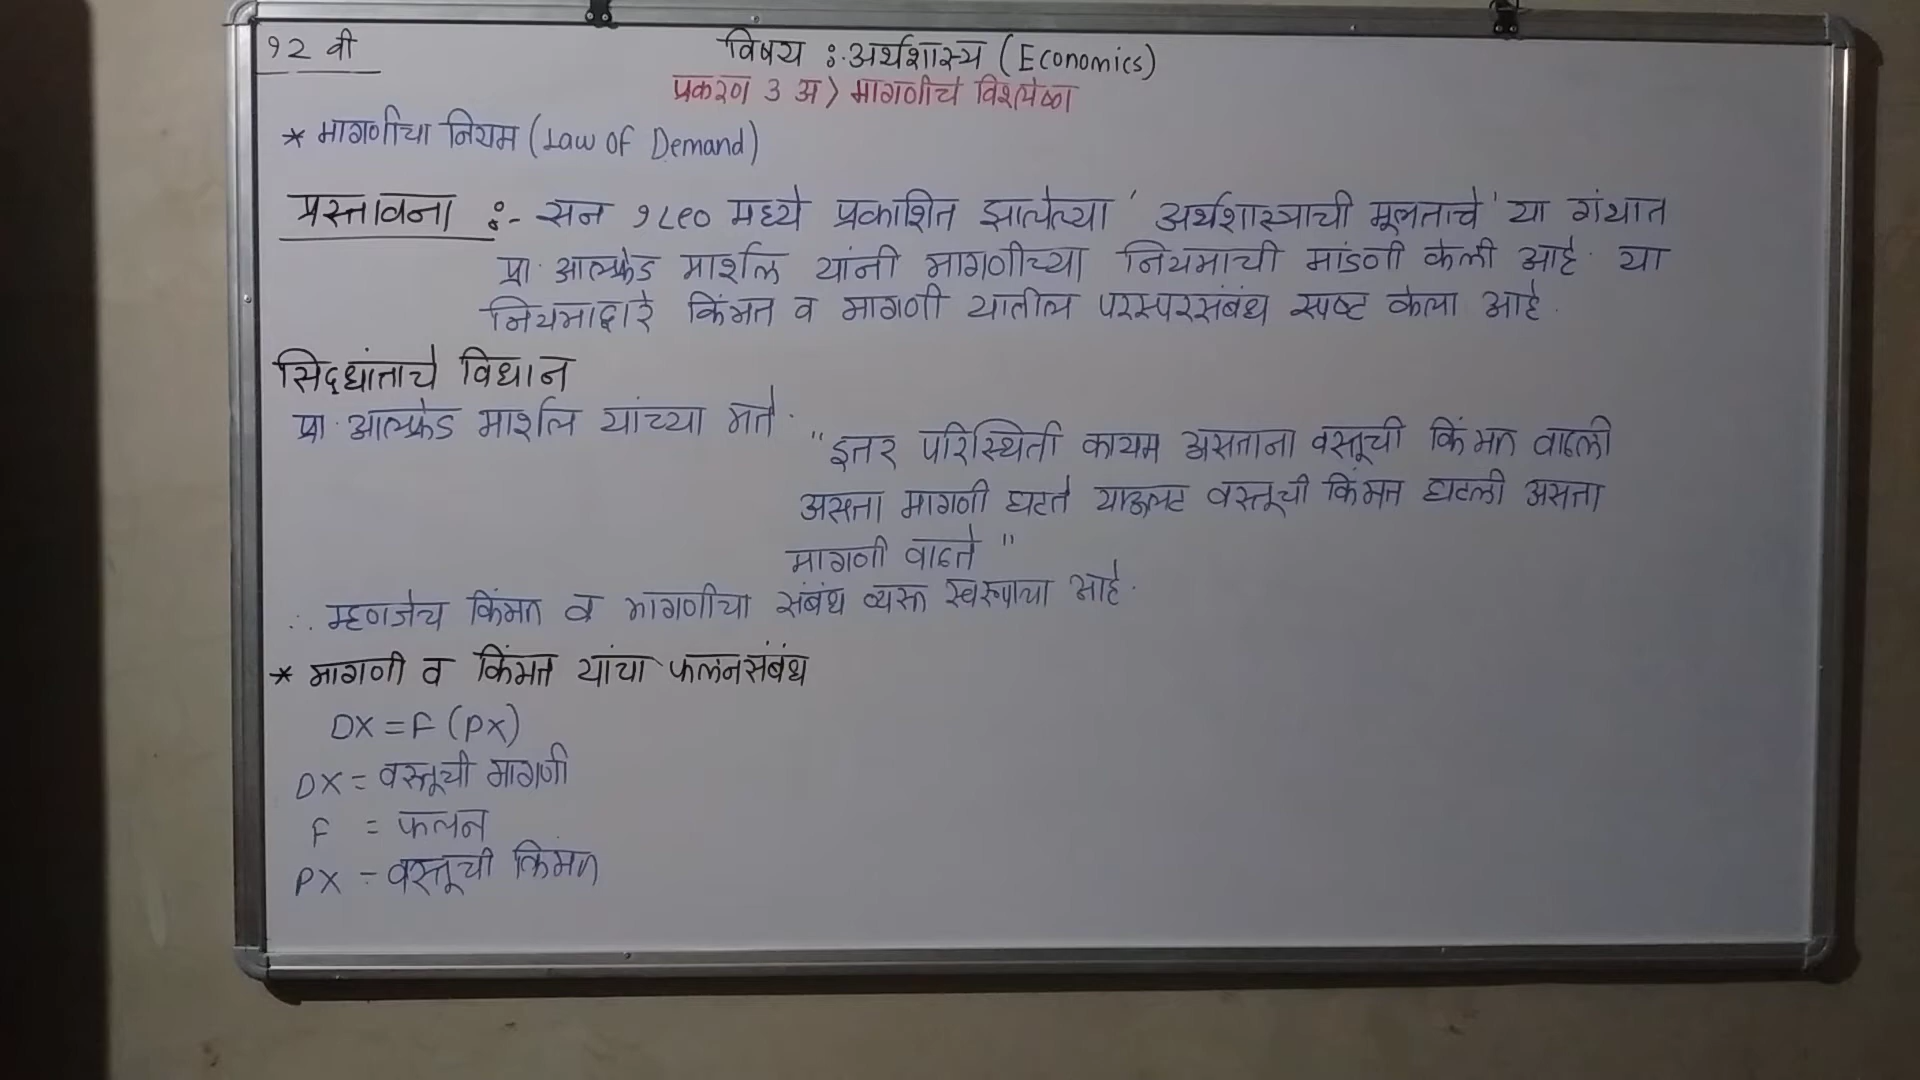 १२ वी
विषय :- अर्थशास्त्र (Economics)
प्रकरण ३ अ) मागणीचे विश्लेषण
* मागणीचा नियम (Law of Demand)
प्रस्तावना :- सन १८९० मध्ये प्रकाशित झालेल्या ' अर्थशास्त्राची मूलतत्त्वे ' या ग्रंथात
प्रा. आल्फ्रेड मार्शल यांनी मागणीच्या नियमाची मांडणी केली आहे. या
नियमाद्वारे किंमत व मागणी यातील परस्परसंबंध स्पष्ट केला आहे.
सिद्धांताचे विधान
प्रा. आल्फ्रेड मार्शल यांच्या मते.
" इतर परिस्थिती कायम असताना वस्तूची किंमत वाढली
असता मागणी घटते याउलट वस्तूची किंमत घटली असता
मागणी वाढते "
∴ म्हणजेच किंमत व मागणीचा संबंध व्यस्त स्वरुपाचा आहे.
* मागणी व किंमत यांचा फलनसंबंध
DX = F (PX)
DX = वस्तूची मागणी
F = फलन
PX = वस्तूची किंमत